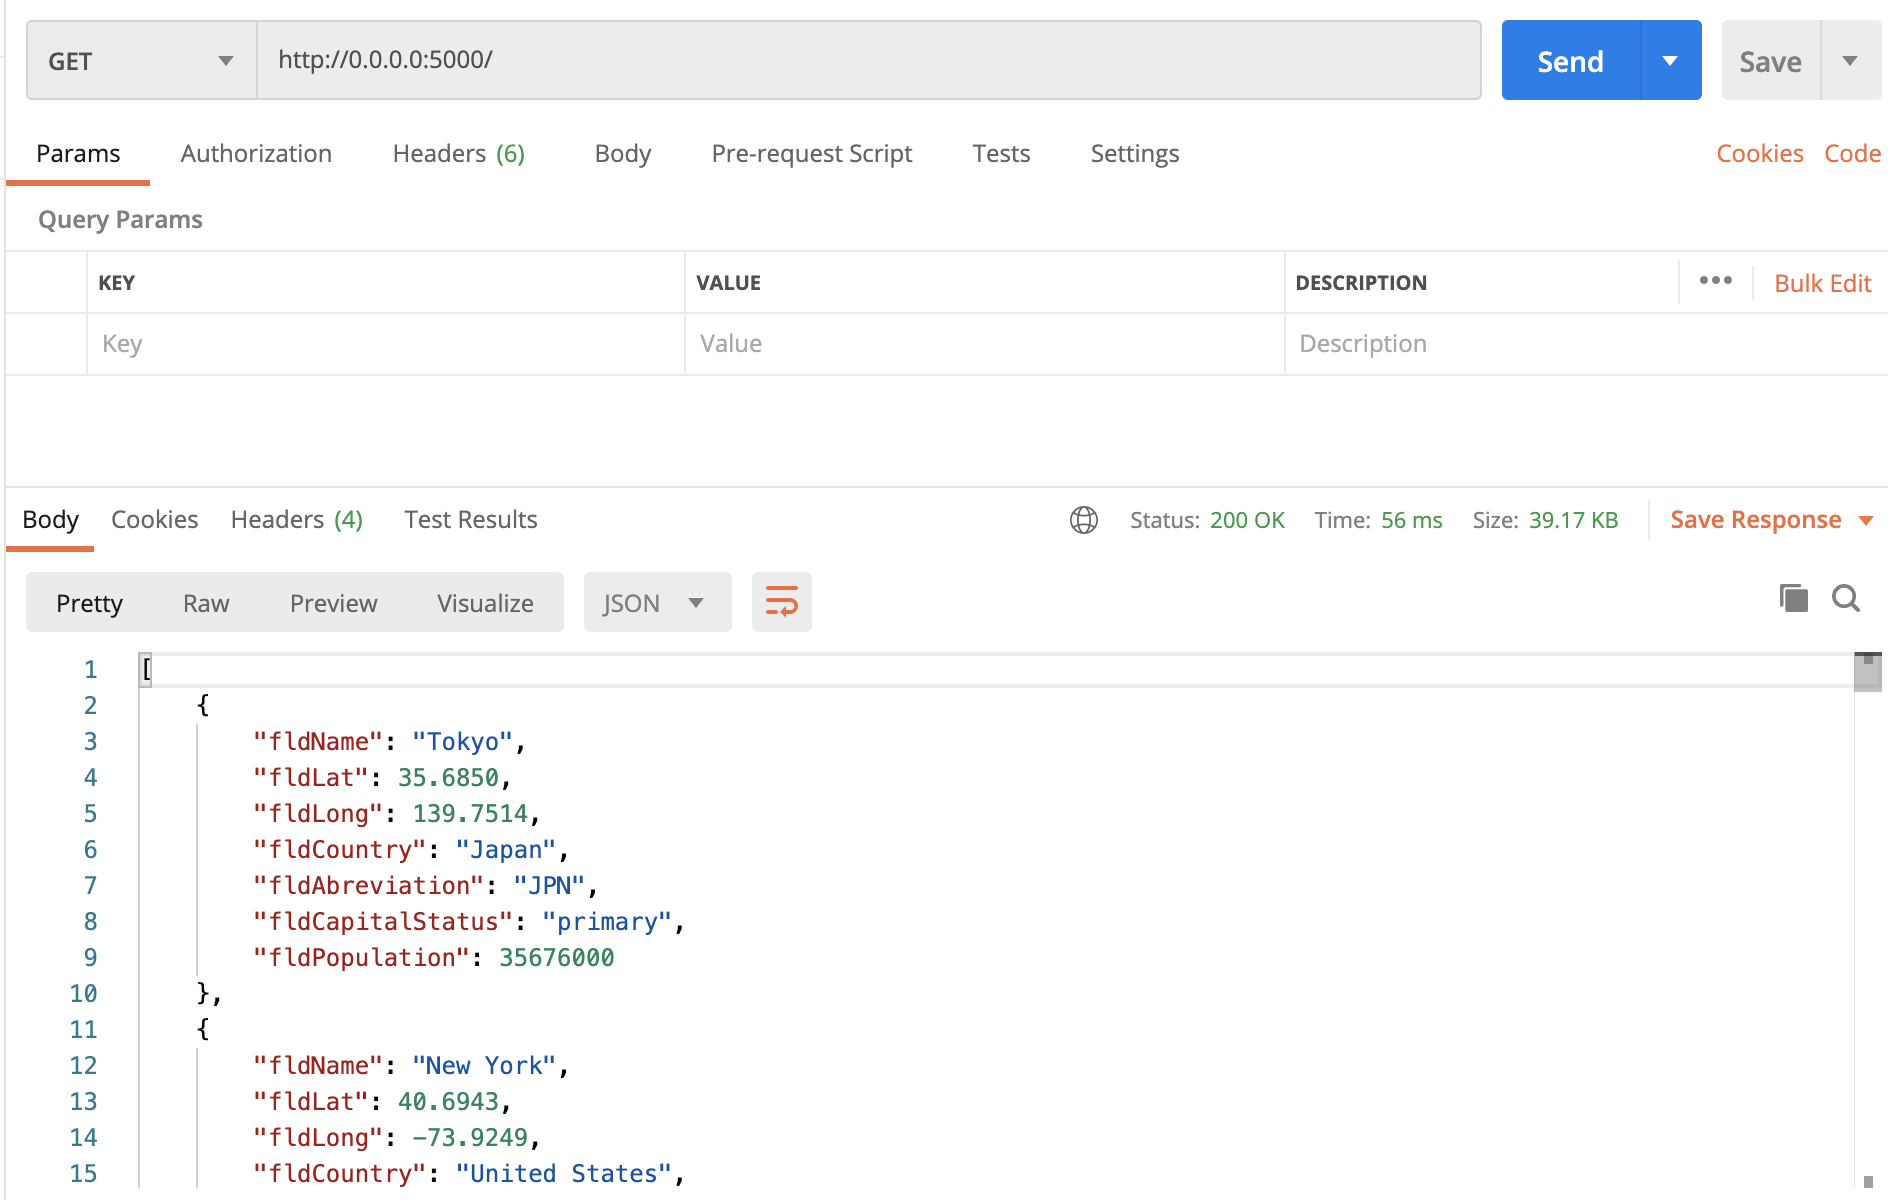 GET http://0.0.0.0:5000/ Send Save
Params Authorization Headers (6) Body Pre-request Script Tests Settings Cookies Code
Query Params
KEY VALUE DESCRIPTION ••• Bulk Edit
Key Value Description
Body Cookies Headers (4) Test Results Status: 200 OK Time: 56 ms Size: 39.17 KB Save Response
Pretty Raw Preview Visualize JSON
1 [
2 {
3 "fldName": "Tokyo",
4 "fldLat": 35.6850,
5 "fldLong": 139.7514,
6 "fldCountry": "Japan",
7 "fldAbreviation": "JPN",
8 "fldCapitalStatus": "primary",
9 "fldPopulation": 35676000
10 },
11 {
12 "fldName": "New York",
13 "fldLat": 40.6943,
14 "fldLong": -73.9249,
15 "fldCountry": "United States",